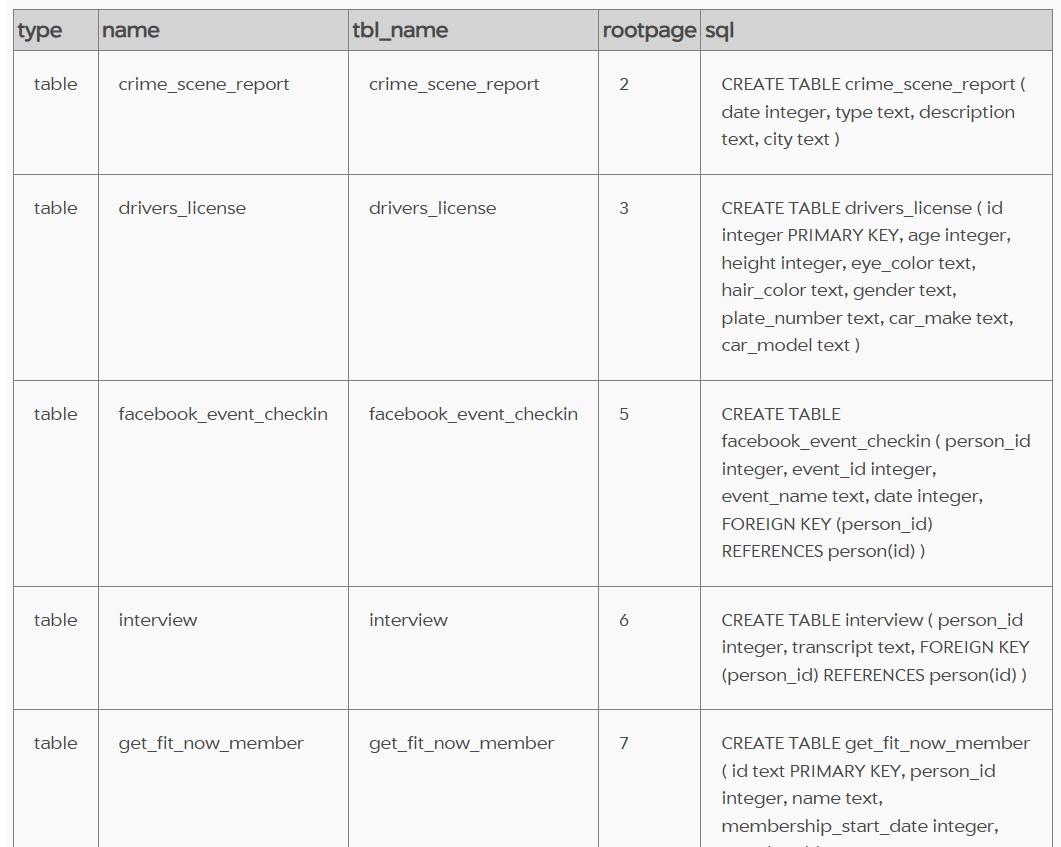 type name tbl_name rootpage sql
table crime_scene_report crime_scene_report 2 CREATE TABLE crime_scene_report (
date integer, type text, description
text, city text )
table drivers_license drivers_license 3 CREATE TABLE drivers_license ( id
integer PRIMARY KEY, age integer,
height integer, eye_color text,
hair_color text, gender text,
plate_number text, car_make text,
car_model text )
table facebook_event_checkin facebook_event_checkin 5 CREATE TABLE
facebook_event_checkin ( person_id
integer, event_id integer,
event_name text, date integer,
FOREIGN KEY (person_id)
REFERENCES person(id) )
table interview interview 6 CREATE TABLE interview ( person_id
integer, transcript text, FOREIGN KEY
(person_id) REFERENCES person(id) )
table get_fit_now_member get_fit_now_member 7 CREATE TABLE get_fit_now_member
( id text PRIMARY KEY, person_id
integer, name text,
membership_start_date integer,